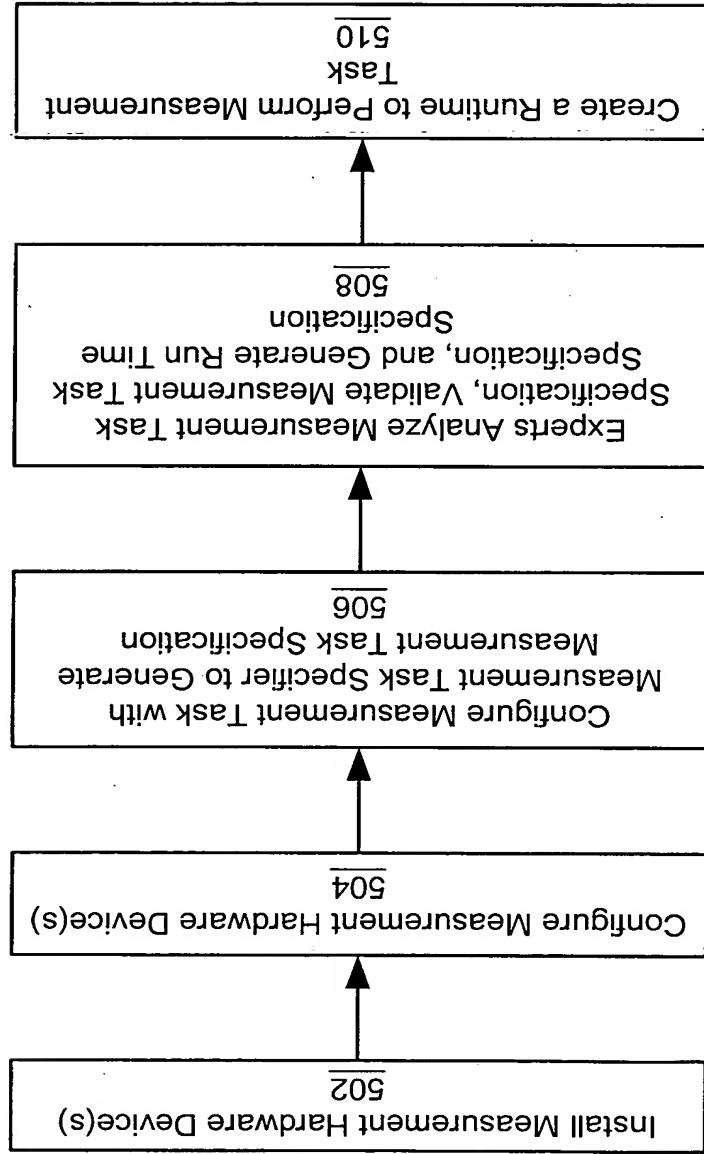 Install Measurement Hardware Device(s)
502
Configure Measurement Hardware Device(s)
504
Configure Measurement Task with
Measurement Task Specifier to Generate
Measurement Task Specification
506
Experts Analyze Measurement Task
Specification, Validate Measurement Task
Specification, and Generate Run Time
Specification
508
Create a Runtime to Perform Measurement
Task
510